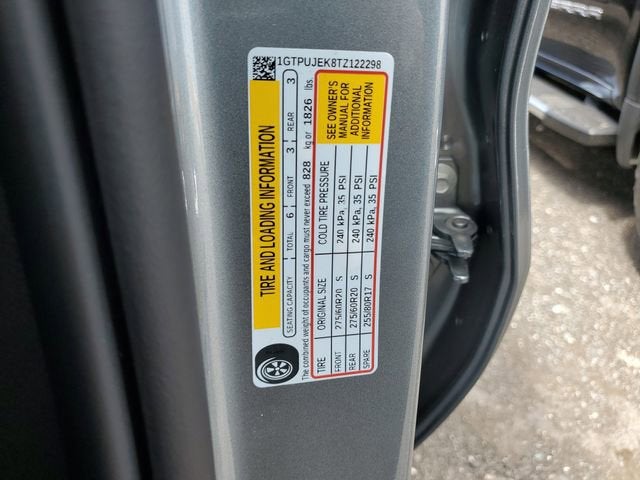 1GTPUJEK8TZ122298
TIRE AND LOADING INFORMATION
SEATING CAPACITY TOTAL 6 FRONT 3 REAR 3
The combined weight of occupants and cargo must never exceed 828 kg or 1826 lbs.
TIRE ORIGINAL SIZE COLD TIRE PRESSURE
FRONT 275/60R20 S 240 kPa, 35 PSI
REAR 275/60R20 S 240 kPa, 35 PSI
SPARE 255/80R17 S 240 kPa, 35 PSI
SEE OWNER'S
MANUAL FOR
ADDITIONAL
INFORMATION